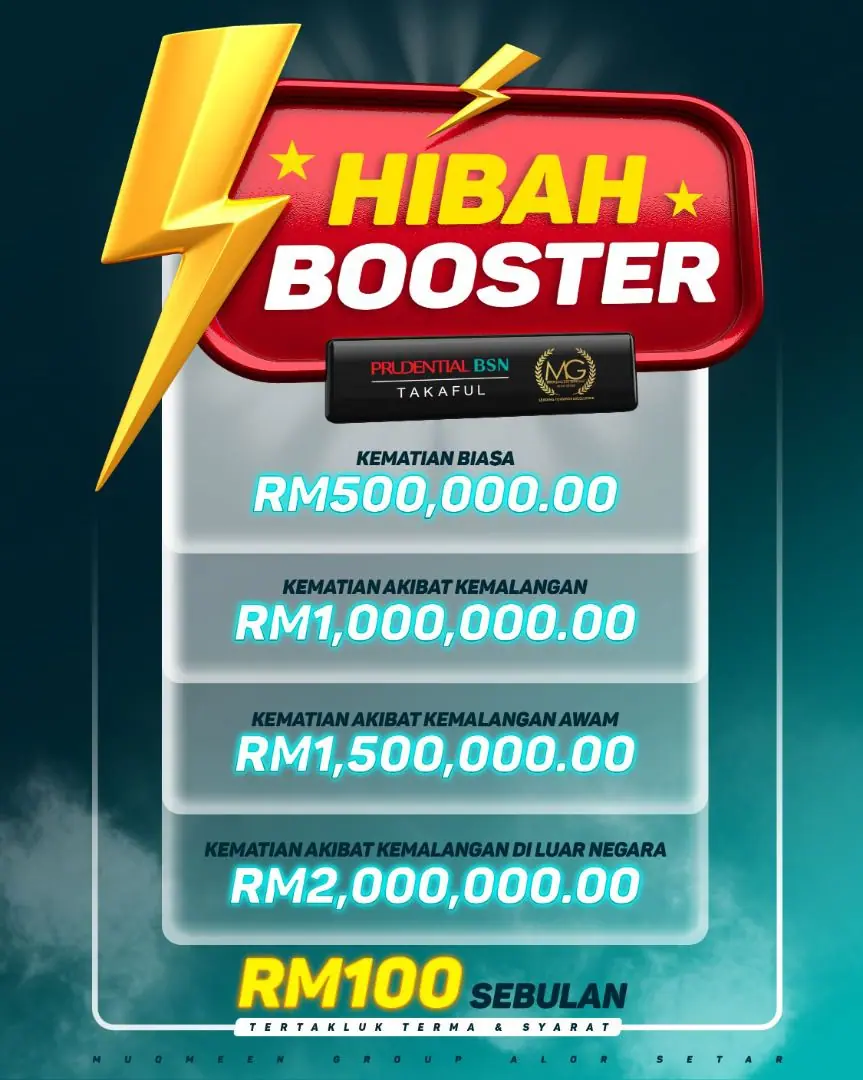 HIBAH
BOOSTER
PRUDENTIAL BSN
TAKAFUL
MG
KEMATIAN BIASA
RM500,000.00
KEMATIAN AKIBAT KEMALANGAN
RM1,000,000.00
KEMATIAN AKIBAT KEMALANGAN AWAM
RM1,500,000.00
KEMATIAN AKIBAT KEMALANGAN DI LUAR NEGARA
RM2,000,000.00
RM100 SEBULAN
TERTAKLUK TERMA & SYARAT
MUQMEEN GROUP ALOR SETAR